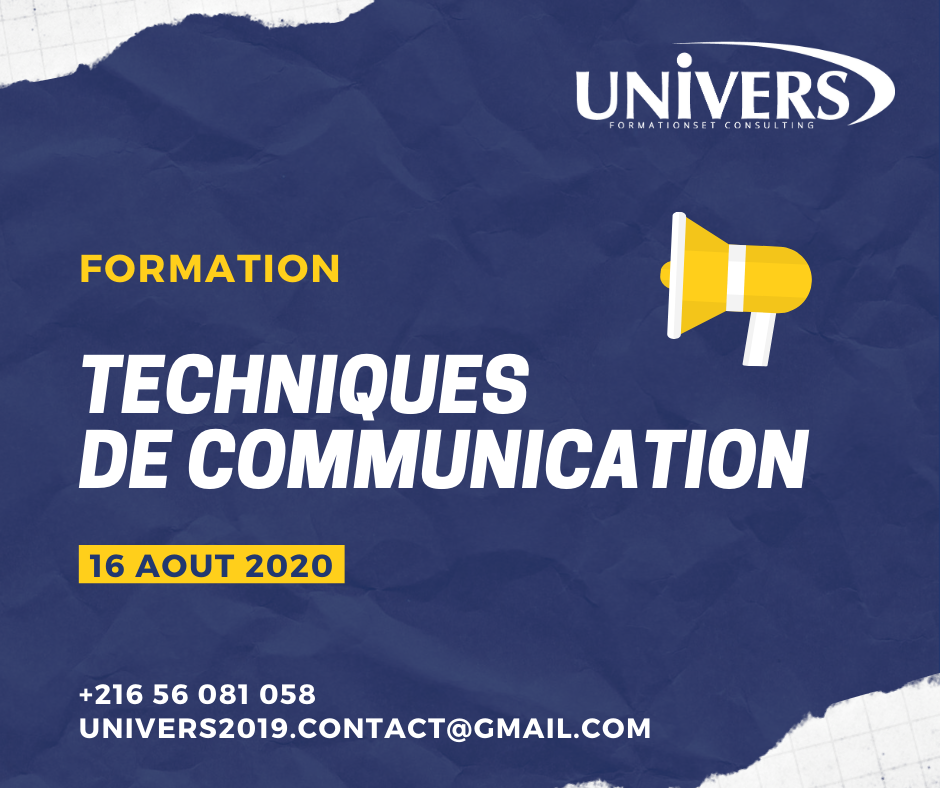 UNiVERS
FORMATIONSET CONSULTING
FORMATION
TECHNIQUES
DE COMMUNICATION
16 AOUT 2020
+216 56 081 058
UNIVERS2019.CONTACT@GMAIL.COM